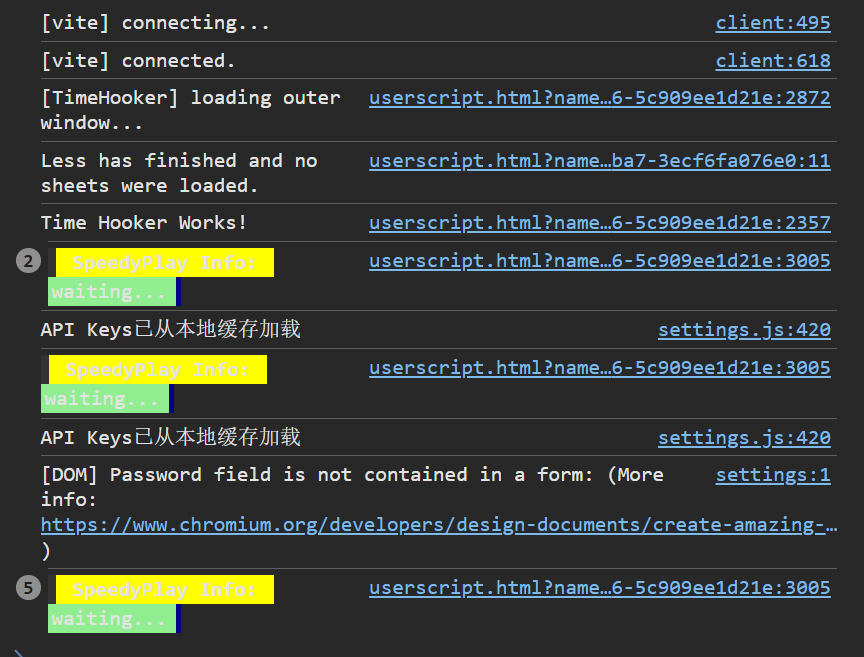 [vite] connecting... client:495
[vite] connected. client:618
[TimeHooker] loading outer userscript.html?name…6-5c909ee1d21e:2872
window...
Less has finished and no userscript.html?name…ba7-3ecf6fa076e0:11
sheets were loaded.
Time Hooker Works! userscript.html?name…6-5c909ee1d21e:2357
2 SpeedyPlay Info: userscript.html?name…6-5c909ee1d21e:3005
waiting...
API Keys已从本地缓存加载 settings.js:420
SpeedyPlay Info: userscript.html?name…6-5c909ee1d21e:3005
waiting...
API Keys已从本地缓存加载 settings.js:420
[DOM] Password field is not contained in a form: (More settings:1
info:
https://www.chromium.org/developers/design-documents/create-amazing-…
)
5 SpeedyPlay Info: userscript.html?name…6-5c909ee1d21e:3005
waiting...